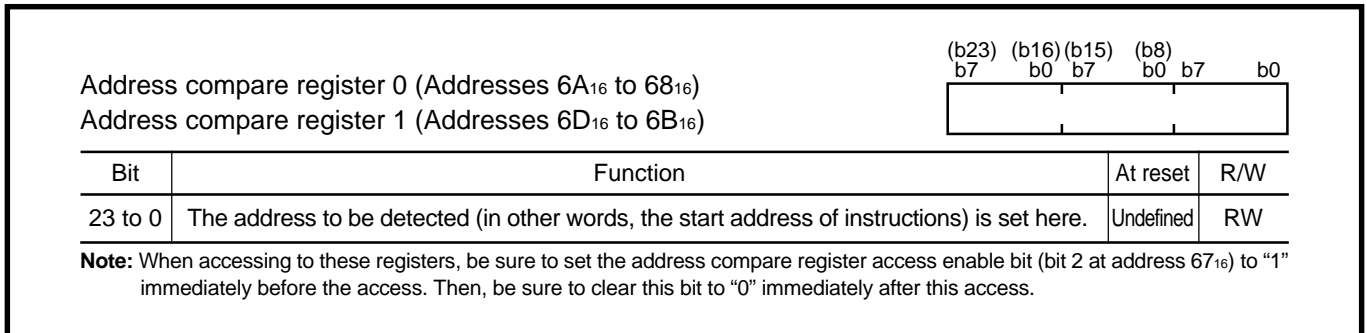 (b23) (b16) (b15) (b8)
b7 b0 b7 b0 b7 b0
Address compare register 0 (Addresses 6A₁₆ to 68₁₆)
Address compare register 1 (Addresses 6D₁₆ to 6B₁₆)
Bit Function At reset R/W
23 to 0 The address to be detected (in other words, the start address of instructions) is set here. Undefined RW
Note: When accessing to these registers, be sure to set the address compare register access enable bit (bit 2 at address 67₁₆) to “1”
immediately before the access. Then, be sure to clear this bit to “0” immediately after this access.